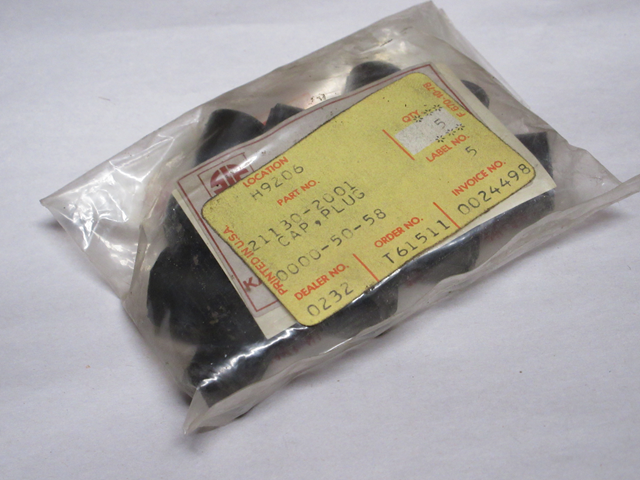 LOCATION
H9206
PART NO.
21130-2001
CAP, PLUG
0000-50-58
QTY
5
LABEL NO.
5
DEALER NO.
0232
ORDER NO.
T61511
INVOICE NO.
0024498
PRINTED IN U.S.A.